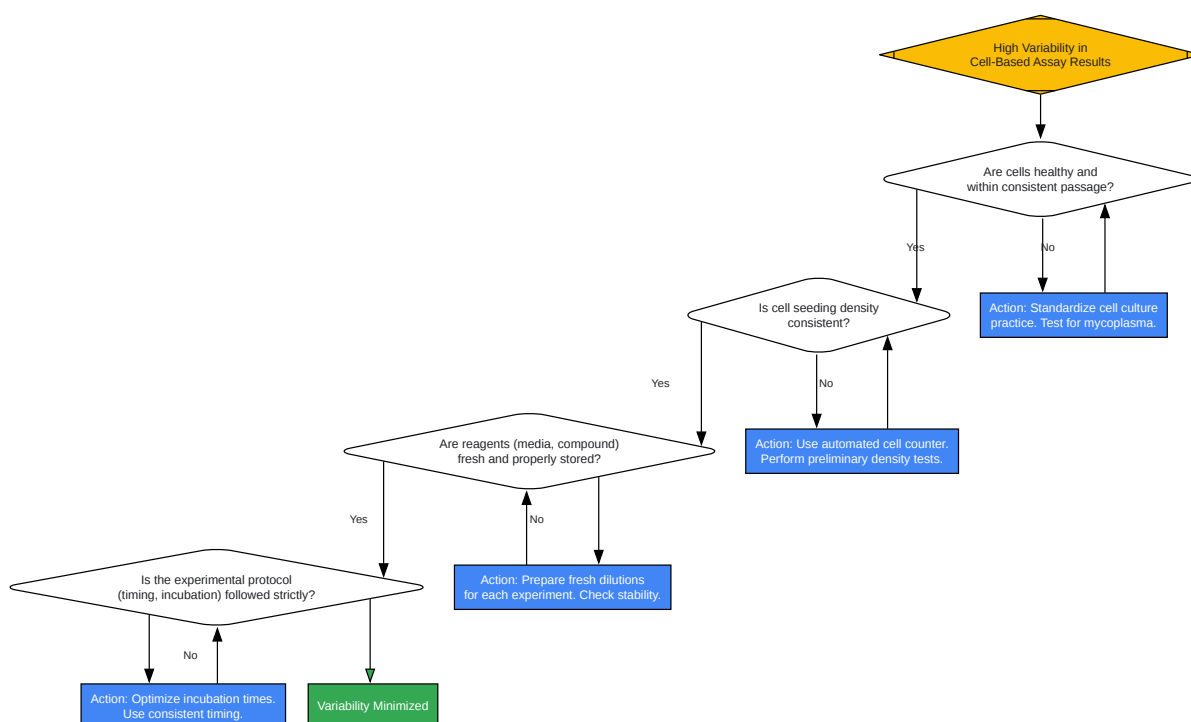 High Variability in
Cell-Based Assay Results
Are cells healthy and
within consistent passage?
Yes
No
Action: Standardize cell culture
practice. Test for mycoplasma.
Is cell seeding density
consistent?
Yes
No
Action: Use automated cell counter.
Perform preliminary density tests.
Are reagents (media, compound)
fresh and properly stored?
Yes
No
Action: Prepare fresh dilutions
for each experiment. Check stability.
Is the experimental protocol
(timing, incubation) followed strictly?
No
Action: Optimize incubation times.
Use consistent timing.
Variability Minimized